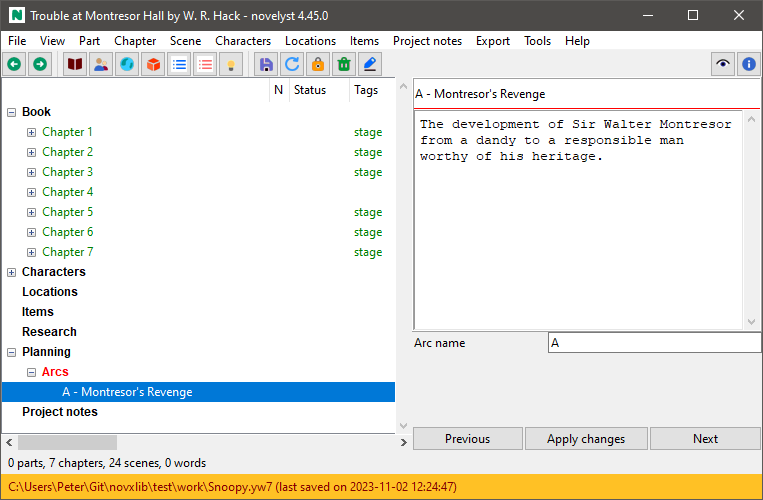 Trouble at Montresor Hall by W. R. Hack - novelyst 4.45.0
File View Part Chapter Scene Characters Locations Items Project notes Export Tools Help
N Status Tags
Book
Chapter 1 stage
Chapter 2 stage
Chapter 3 stage
Chapter 4
Chapter 5 stage
Chapter 6 stage
Chapter 7 stage
Characters
Locations
Items
Research
Planning
Arcs
A - Montresor's Revenge
Project notes
A - Montresor's Revenge
The development of Sir Walter Montresor
from a dandy to a responsible man
worthy of his heritage.
Arc name A
Previous Apply changes Next
0 parts, 7 chapters, 24 scenes, 0 words
C:\Users\Peter\Git\novxlib\test\work\Snoopy.yw7 (last saved on 2023-11-02 12:24:47)